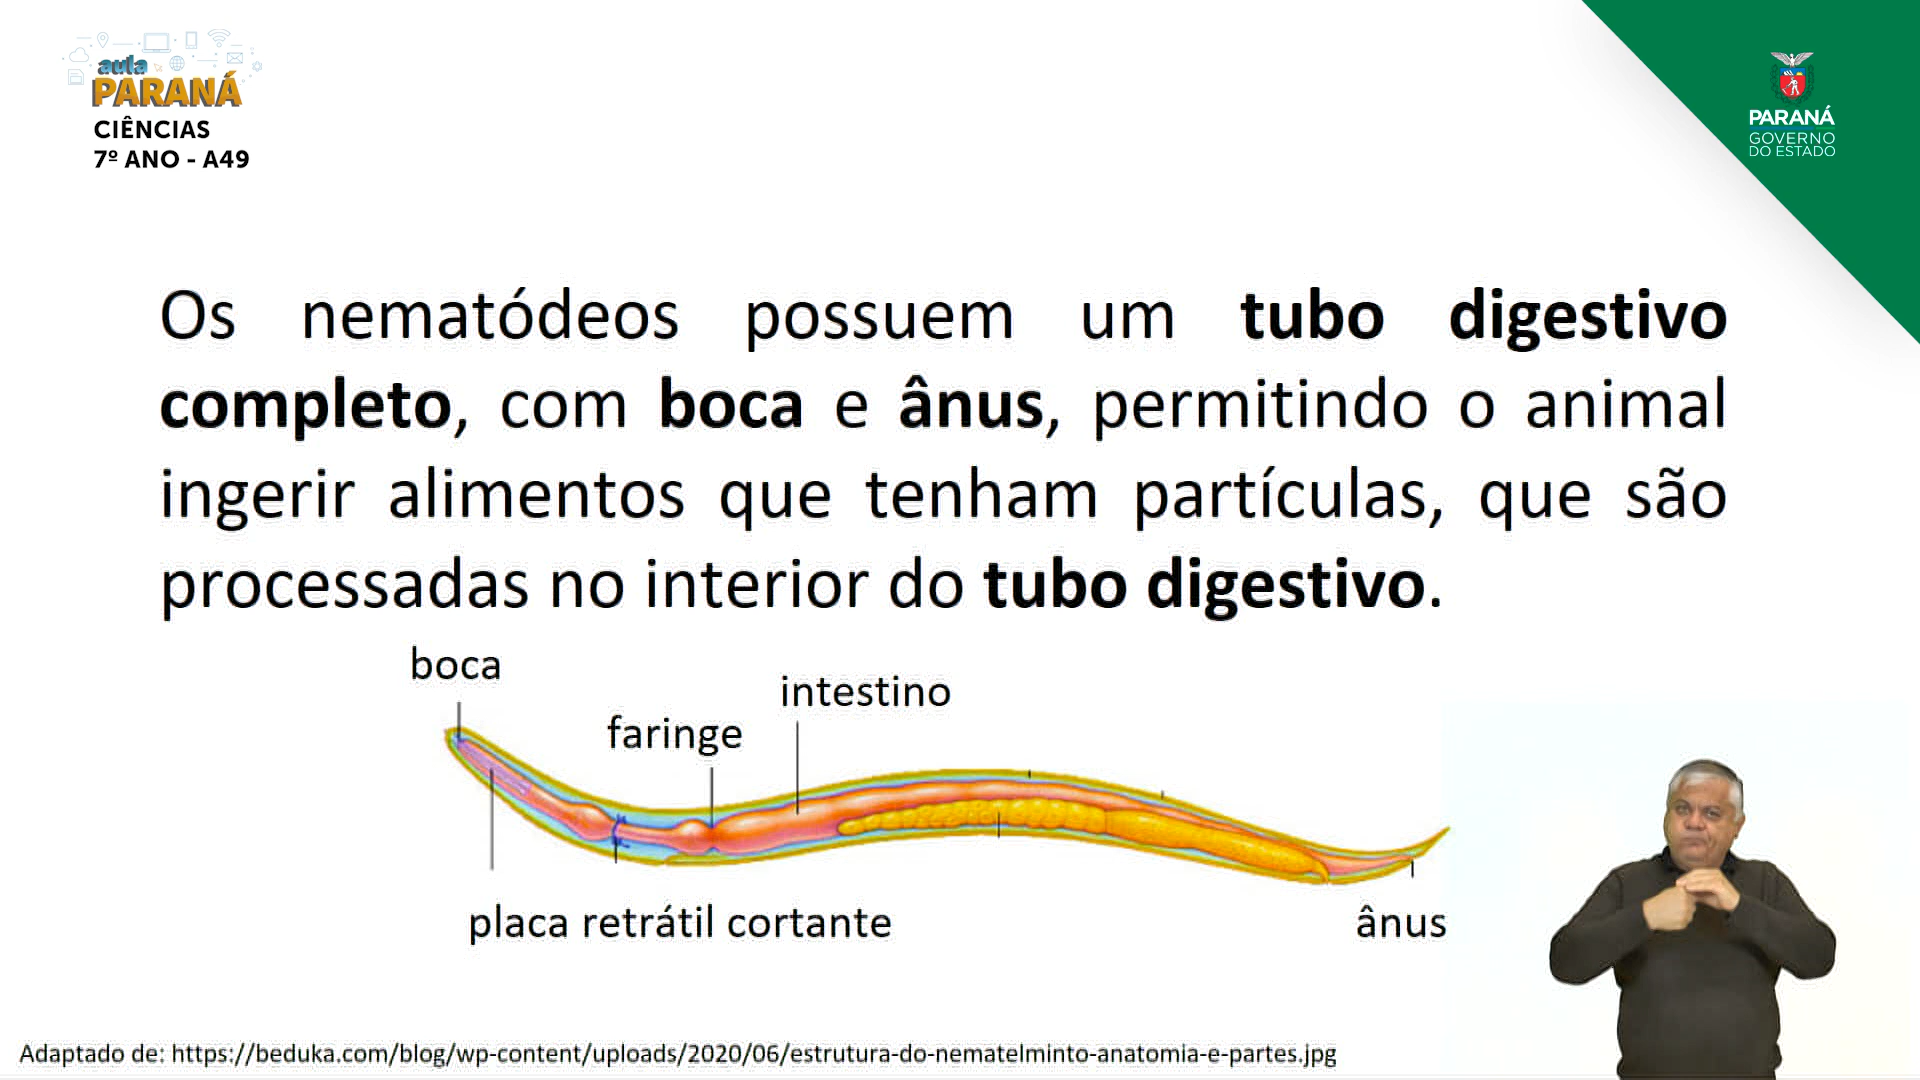 aula
PARANÁ
CIÊNCIAS
7º ANO - A49
PARANÁ
GOVERNO
DO ESTADO
Os nematódeos possuem um tubo digestivo
completo, com boca e ânus, permitindo o animal
ingerir alimentos que tenham partículas, que são
processadas no interior do tubo digestivo.
boca
intestino
faringe
placa retrátil cortante
ânus
Adaptado de: https://beduka.com/blog/wp-content/uploads/2020/06/estrutura-do-nematelminto-anatomia-e-partes.jpg